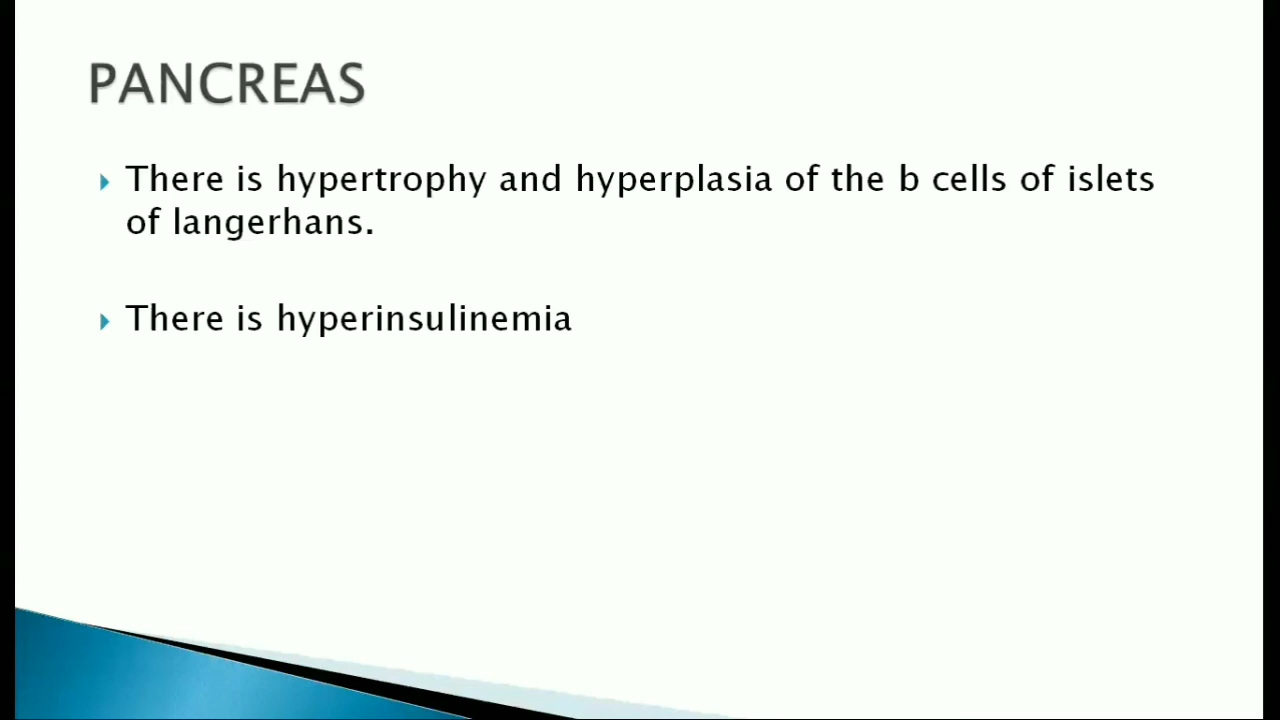 PANCREAS
There is hypertrophy and hyperplasia of the b cells of islets
of langerhans.
There is hyperinsulinemia